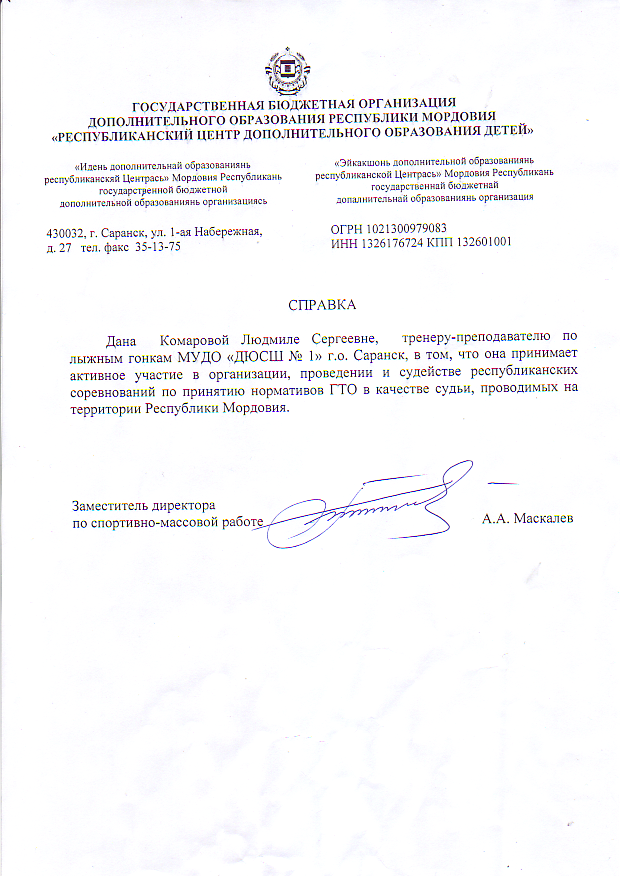 ГОСУДАРСТВЕННАЯ БЮДЖЕТНАЯ ОРГАНИЗАЦИЯ
ДОПОЛНИТЕЛЬНОГО ОБРАЗОВАНИЯ РЕСПУБЛИКИ МОРДОВИЯ
«РЕСПУБЛИКАНСКИЙ ЦЕНТР ДОПОЛНИТЕЛЬНОГО ОБРАЗОВАНИЯ ДЕТЕЙ»
«Идень дополнительнай образованиянь
республиканскяй Центрась» Мордовия Республикань
государственной бюджетной
дополнительной образованиянь организациясь
«Эйкакшонь дополнительной образованиянь
республиканской Центрась» Мордовия Республикань
государственнай бюджетнай
допалнительнай образованиянь организация
430032, г. Саранск, ул. 1-ая Набережная,
д. 27 тел. факс 35-13-75
ОГРН 1021300979083
ИНН 1326176724 КПП 132601001
СПРАВКА
Дана Комаровой Людмиле Сергеевне, тренеру-преподавателю по
лыжным гонкам МУДО «ДЮСШ № 1» г.о. Саранск, в том, что она принимает
активное участие в организации, проведении и судействе республиканских
соревнований по принятию нормативов ГТО в качестве судьи, проводимых на
территории Республики Мордовия.
Заместитель директора
по спортивно-массовой работе
А.А. Маскалев